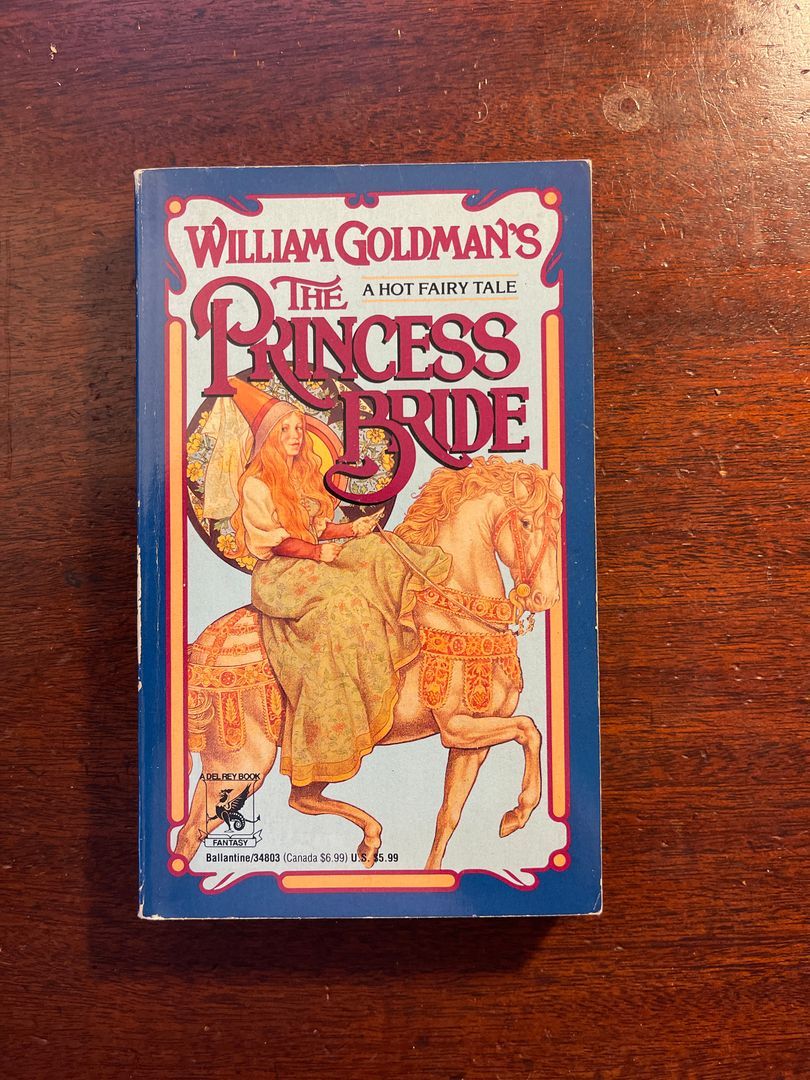 WILLIAM GOLDMAN'S
THE
A HOT FAIRY TALE
PRINCESS
BRIDE
A DEL REY BOOK
FANTASY
Ballantine/34803 (Canada $6.99) U.S. $5.99